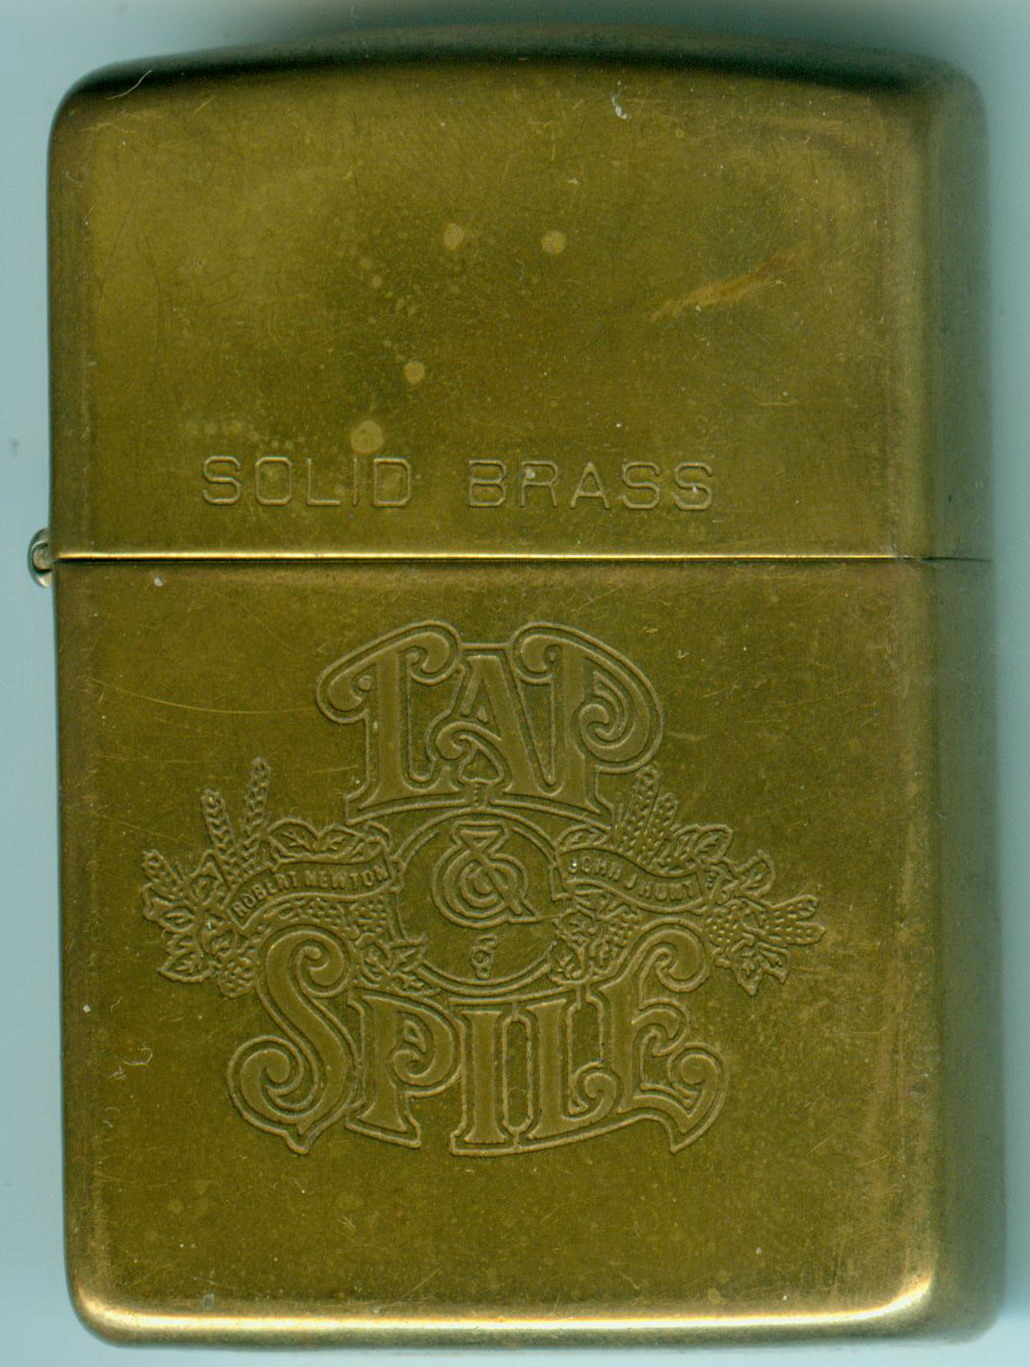 SOLID BRASS
TAP
ROBERT NEWTON
&
JOHN J. HUNT
SPILE